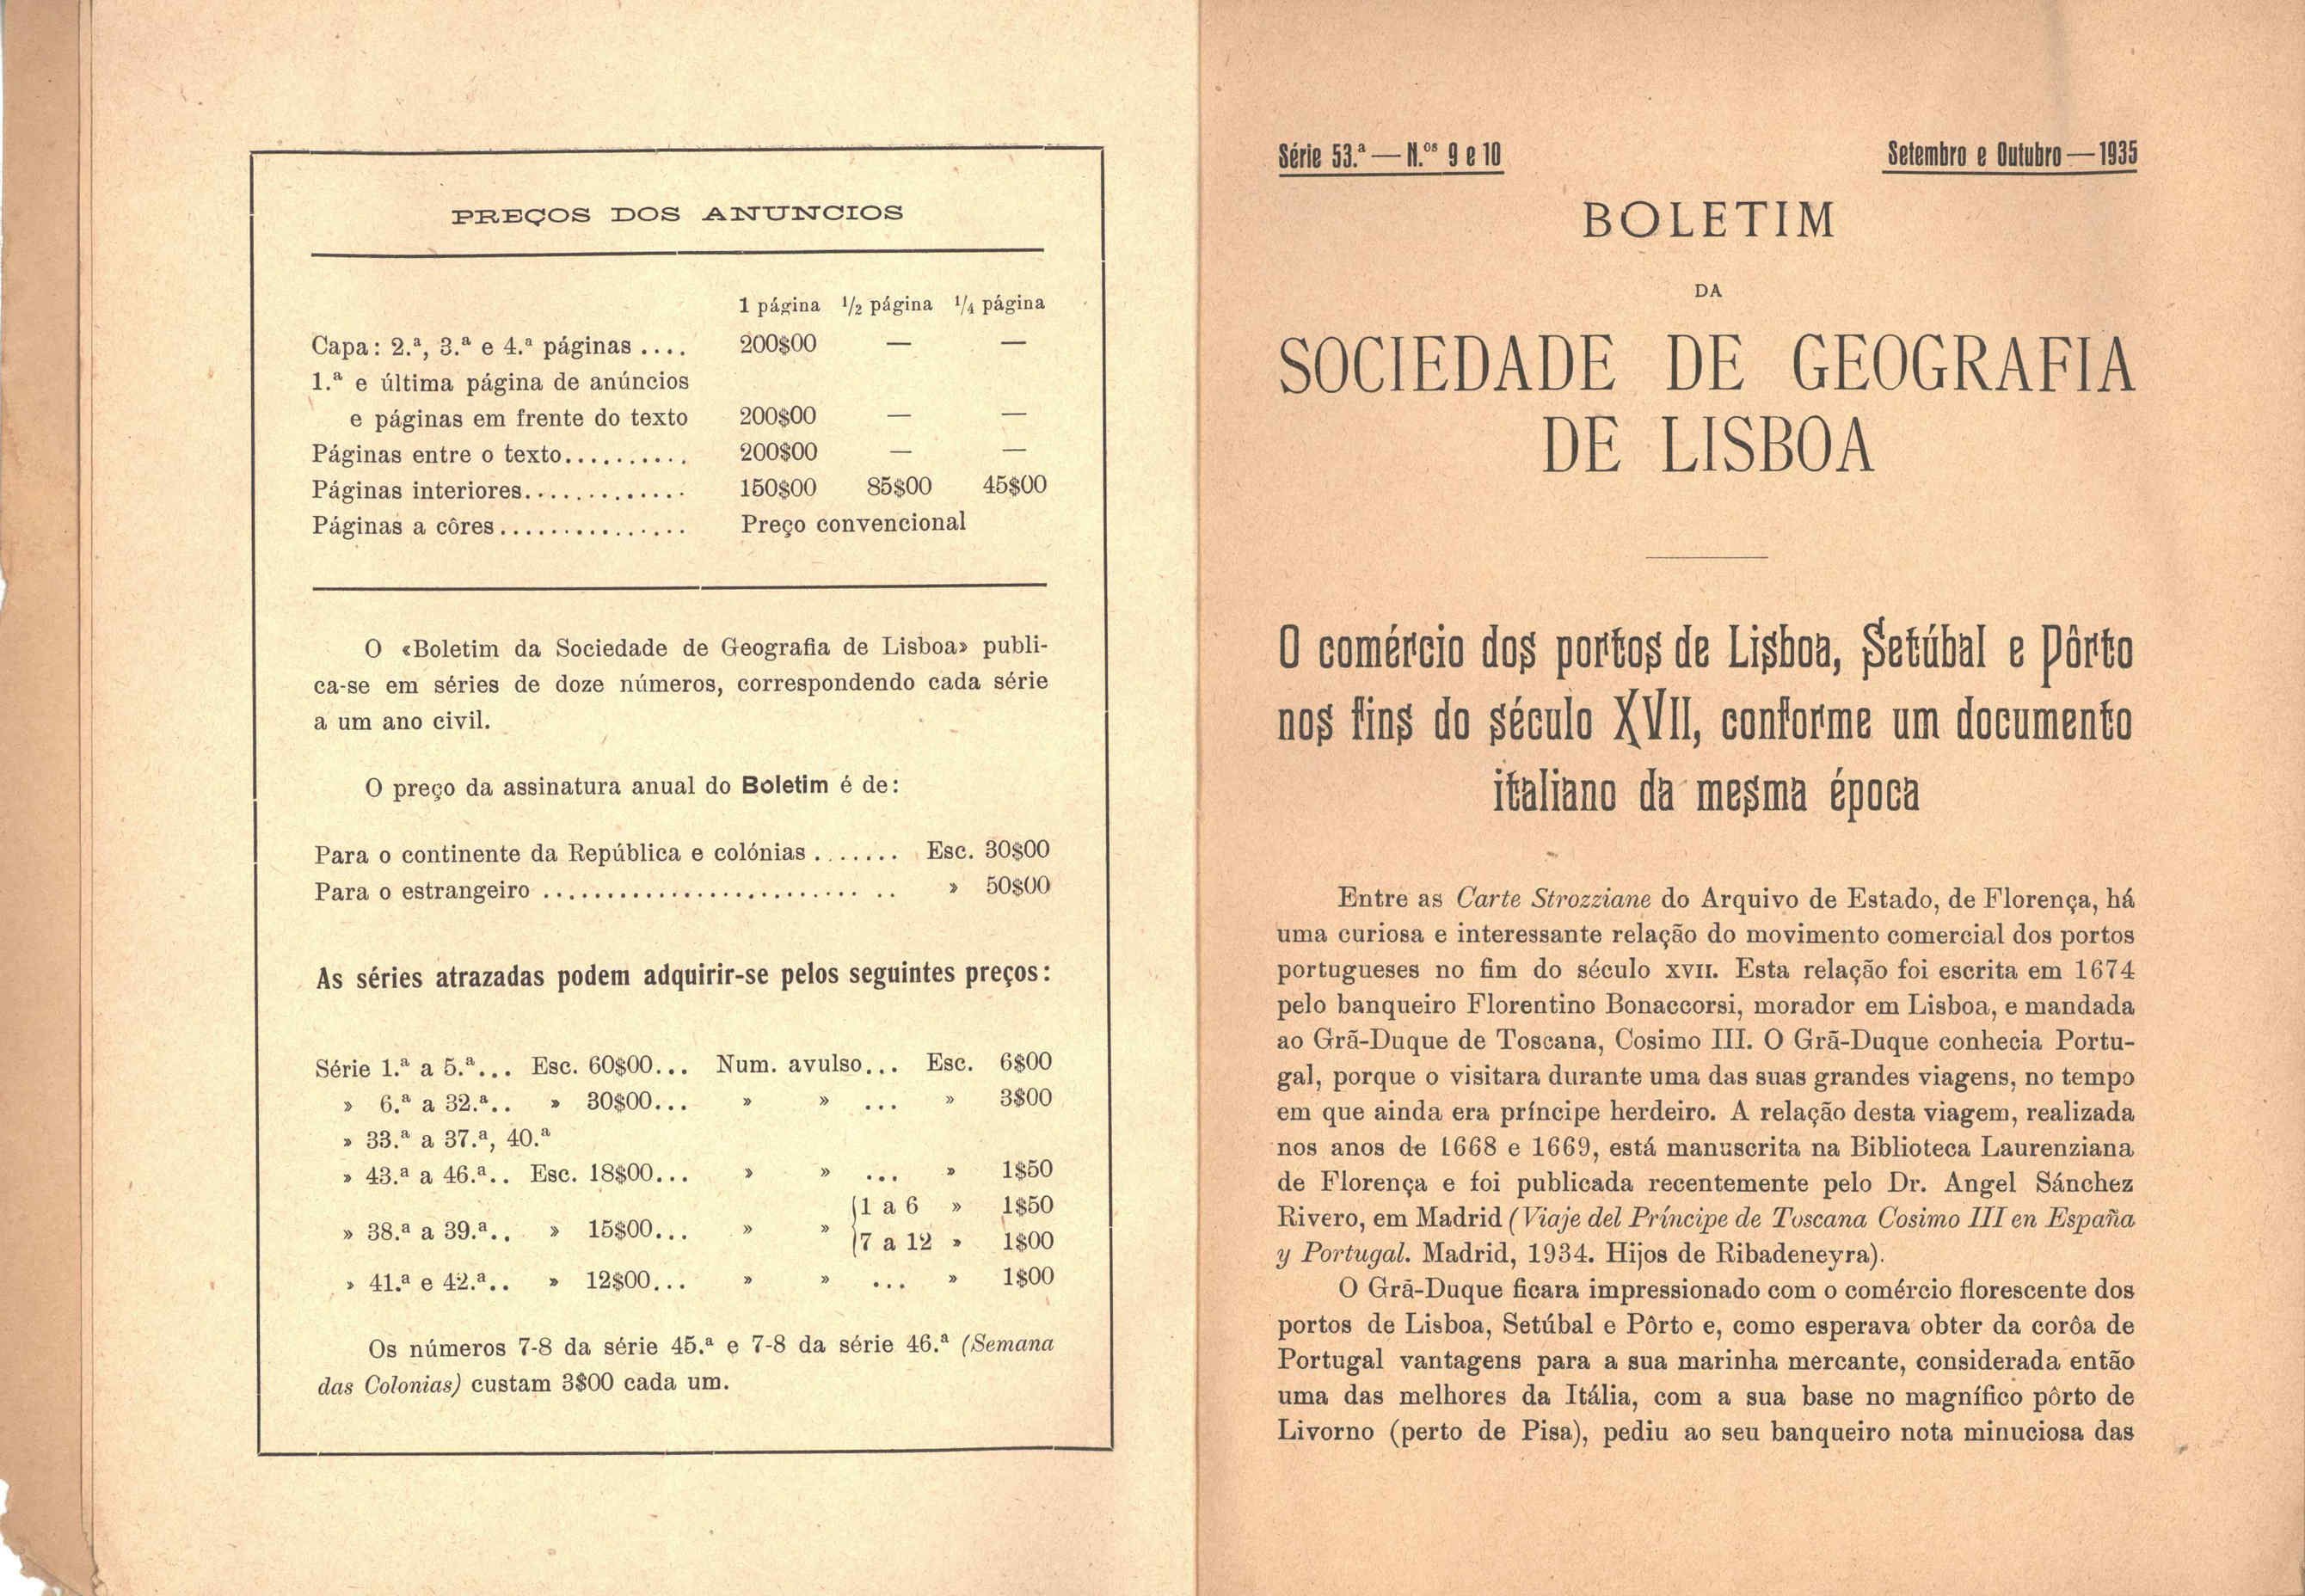 PREÇOS DOS ANUNCIOS
1 página 1/2 página 1/4 página
Capa: 2.ª, 3.ª e 4.ª páginas .... 200$00 — —
1.ª e última página de anúncios
e páginas em frente do texto 200$00 — —
Páginas entre o texto.......... 200$00 — —
Páginas interiores............. 150$00 85$00 45$00
Páginas a côres............... Preço convencional
O «Boletim da Sociedade de Geografia de Lisboa» publi-
ca-se em séries de doze números, correspondendo cada série
a um ano civil.
O preço da assinatura anual do Boletim é de:
Para o continente da República e colónias ....... Esc. 30$00
Para o estrangeiro ........................... » 50$00
As séries atrazadas podem adquirir-se pelos seguintes preços:
Série 1.ª a 5.ª... Esc. 60$00... Num. avulso... Esc. 6$00
» 6.ª a 32.ª.. » 30$00... » » ... » 3$00
» 33.ª a 37.ª, 40.ª
» 43.ª a 46.ª.. Esc. 18$00... » » ... » 1$50
» 38.ª a 39.ª.. » 15$00... » » {1 a 6 » 1$50
{7 a 12 » 1$00
» 41.ª e 42.ª.. » 12$00... » » ... » 1$00
Os números 7-8 da série 45.ª e 7-8 da série 46.ª (Semana
das Colonias) custam 3$00 cada um.
Série 53.ª — N.os 9 e 10 Setembro e Outubro — 1935
BOLETIM
DA
SOCIEDADE DE GEOGRAFIA
DE LISBOA
O comércio dos portos de Lisboa, Setúbal e Pôrto
nos fins do século XVII, conforme um documento
italiano da mesma época
Entre as Carte Strozziane do Arquivo de Estado, de Florença, há
uma curiosa e interessante relação do movimento comercial dos portos
portugueses no fim do século XVII. Esta relação foi escrita em 1674
pelo banqueiro Florentino Bonaccorsi, morador em Lisboa, e mandada
ao Grã-Duque de Toscana, Cosimo III. O Grã-Duque conhecia Portu-
gal, porque o visitara durante uma das suas grandes viagens, no tempo
em que ainda era príncipe herdeiro. A relação desta viagem, realizada
nos anos de 1668 e 1669, está manuscrita na Biblioteca Laurenziana
de Florença e foi publicada recentemente pelo Dr. Angel Sánchez
Rivero, em Madrid (Viaje del Príncipe de Toscana Cosimo III en España
y Portugal. Madrid, 1934. Hijos de Ribadeneyra).
O Grã-Duque ficara impressionado com o comércio florescente dos
portos de Lisboa, Setúbal e Pôrto e, como esperava obter da corôa de
Portugal vantagens para a sua marinha mercante, considerada então
uma das melhores da Itália, com a sua base no magnífico pôrto de
Livorno (perto de Pisa), pediu ao seu banqueiro nota minuciosa das